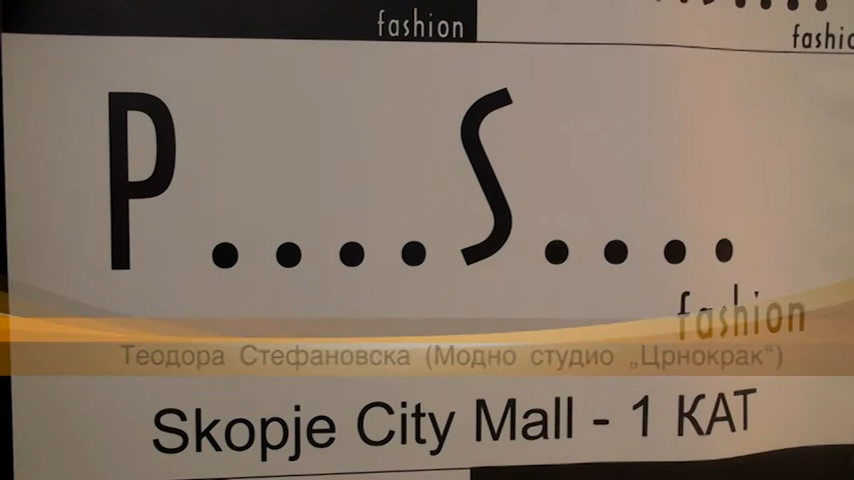 fashion
fashio
P....S....
fashion
Теодора Стефановска (Модно студио „Црнокрак“)
Skopje City Mall - 1 КАТ